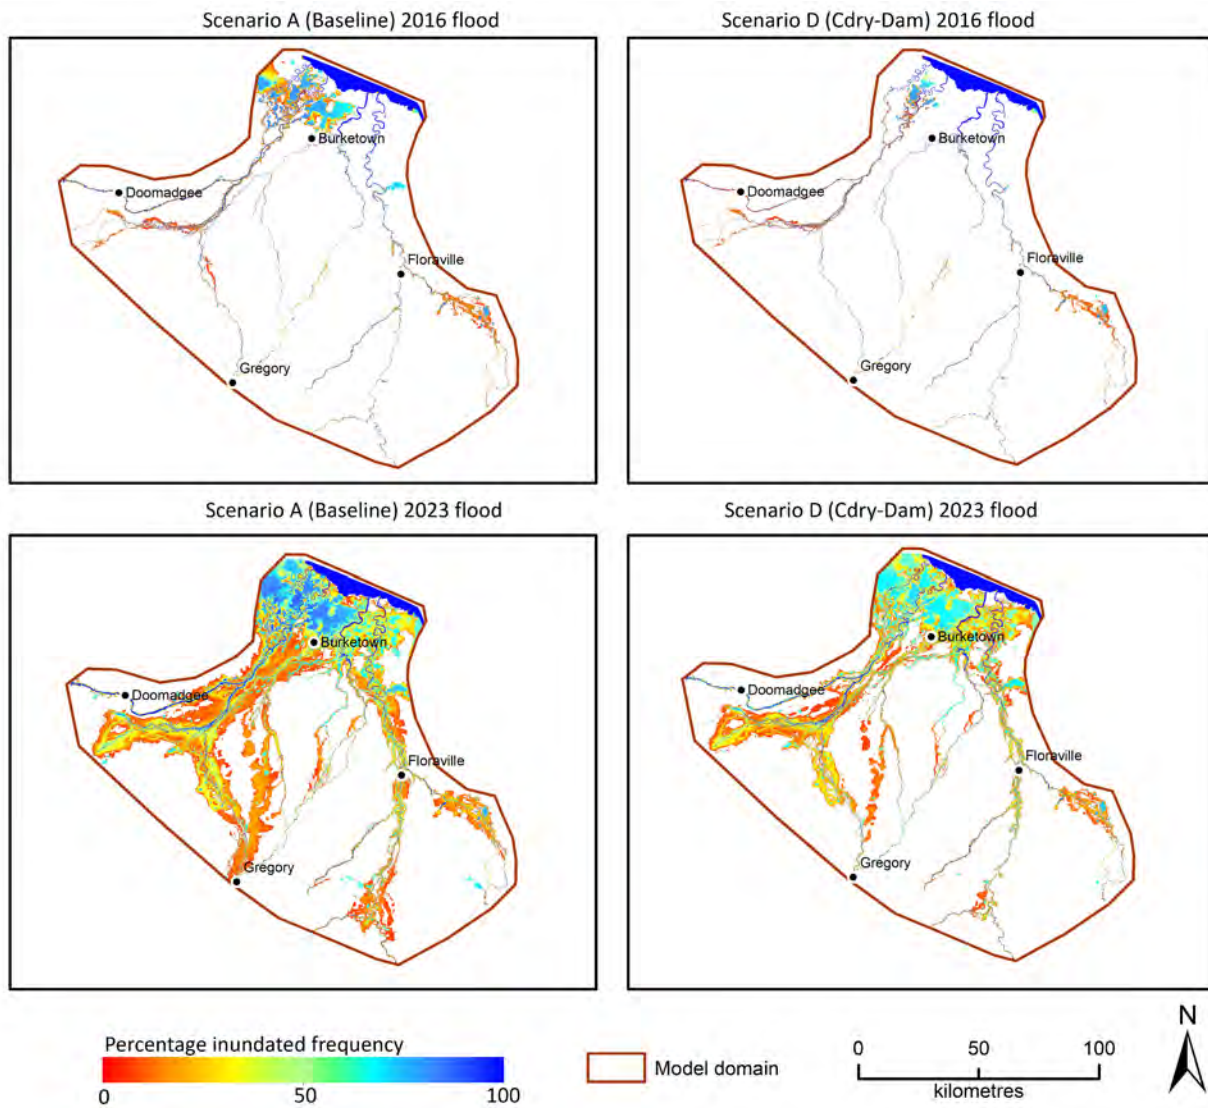 Scenario A (Baseline) 2016 flood
Scenario D (Cdry-Dam) 2016 flood
Burketown
Doomadgee
Floraville
Gregory
Burketown
Doomadgee
Floraville
Gregory
Scenario A (Baseline) 2023 flood
Scenario D (Cdry-Dam) 2023 flood
Burketown
Doomadgee
Floraville
Gregory
Burketown
Doomadgee
Floraville
Gregory
Percentage inundated frequency
0 50 100
Model domain
0 50 100
kilometres
N